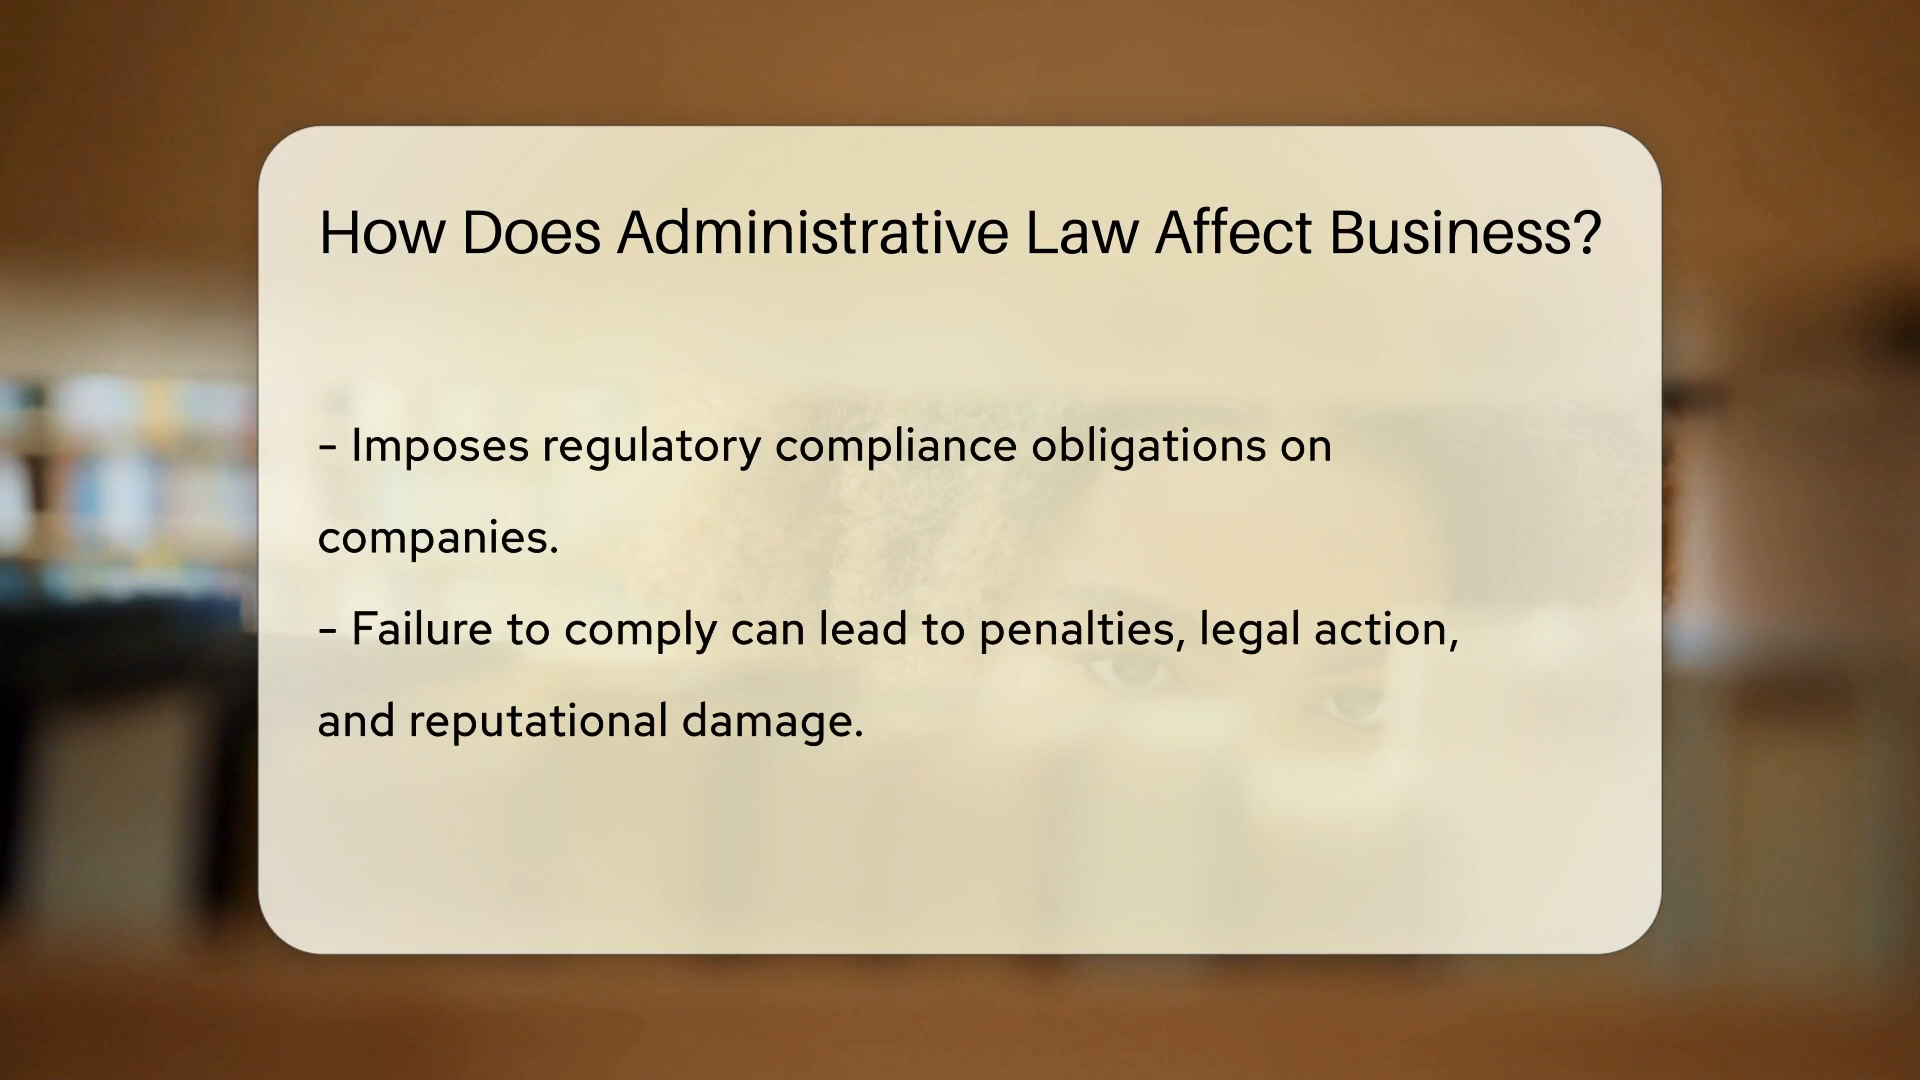 How Does Administrative Law Affect Business?
- Imposes regulatory compliance obligations on
companies.
- Failure to comply can lead to penalties, legal action,
and reputational damage.